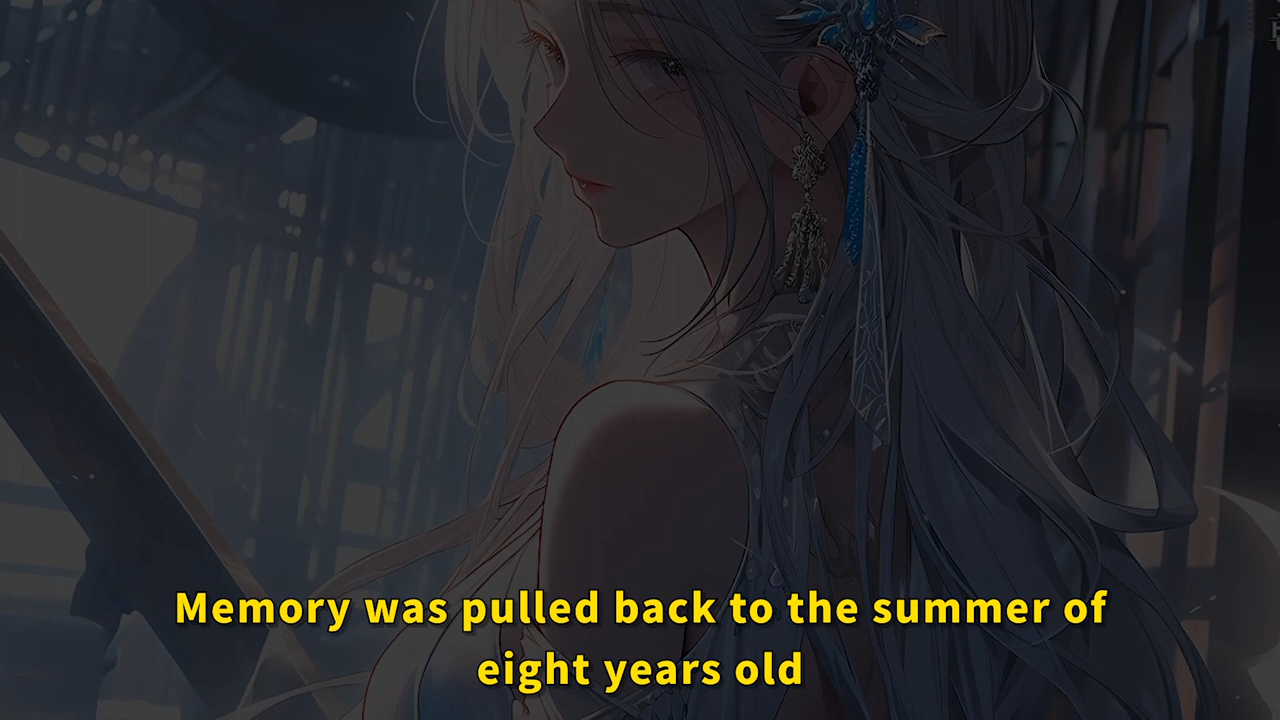 Memory was pulled back to the summer of
eight years old